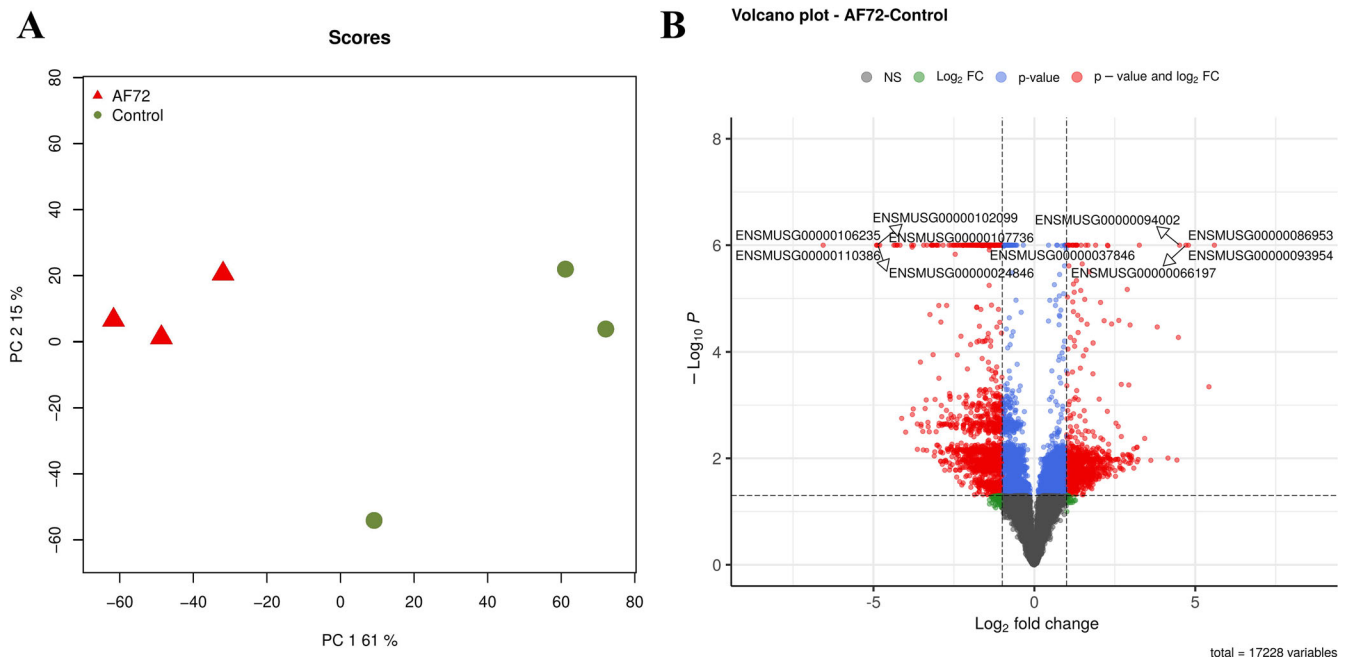 A
Scores
AF72
Control
80
60
40
20
0
−20
−40
−60
PC 2 15 %
−60
−40
−20
0
20
40
60
80
PC 1 61 %
B
Volcano plot - AF72-Control
NS
Log2 FC
p-value
p − value and log2 FC
8
6
4
2
0
− Log10 P
ENSMUSG00000102099
ENSMUSG00000094002
ENSMUSG00000106235
ENSMUSG00000107736
ENSMUSG00000086953
ENSMUSG00000110386
ENSMUSG00000037846
ENSMUSG00000093954
ENSMUSG00000024846
ENSMUSG00000066197
-5
0
5
Log2 fold change
total = 17228 variables